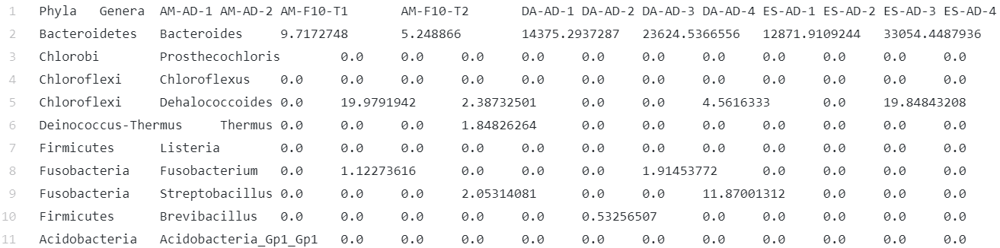 1 Phyla Genera AM-AD-1 AM-AD-2 AM-F10-T1 AM-F10-T2 DA-AD-1 DA-AD-2 DA-AD-3 DA-AD-4 ES-AD-1 ES-AD-2 ES-AD-3 ES-AD-4
2 Bacteroidetes Bacteroides 9.7172748 5.248866 14375.2937287 23624.5366556 12871.9109244 33054.4487936
3 Chlorobi Prosthecochloris 0.0 0.0 0.0 0.0 0.0 0.0 0.0 0.0 0.0 0.0 0.0
4 Chloroflexi Chloroflexus 0.0 0.0 0.0 0.0 0.0 0.0 0.0 0.0 0.0 0.0 0.0 0.0
5 Chloroflexi Dehalococcoides 0.0 19.9791942 2.38732501 0.0 0.0 4.5616333 0.0 19.84843208
6 Deinococcus-Thermus Thermus 0.0 0.0 0.0 1.84826264 0.0 0.0 0.0 0.0 0.0 0.0 0.0
7 Firmicutes Listeria 0.0 0.0 0.0 0.0 0.0 0.0 0.0 0.0 0.0 0.0 0.0 0.0
8 Fusobacteria Fusobacterium 0.0 1.12273616 0.0 0.0 0.0 1.91453772 0.0 0.0 0.0 0.0
9 Fusobacteria Streptobacillus 0.0 0.0 0.0 2.05314081 0.0 0.0 11.87001312 0.0 0.0 0.0
10 Firmicutes Brevibacillus 0.0 0.0 0.0 0.0 0.0 0.53256507 0.0 0.0 0.0 0.0 0.0
11 Acidobacteria Acidobacteria_Gp1_Gp1 0.0 0.0 0.0 0.0 0.0 0.0 0.0 0.0 0.0 0.0 0.0